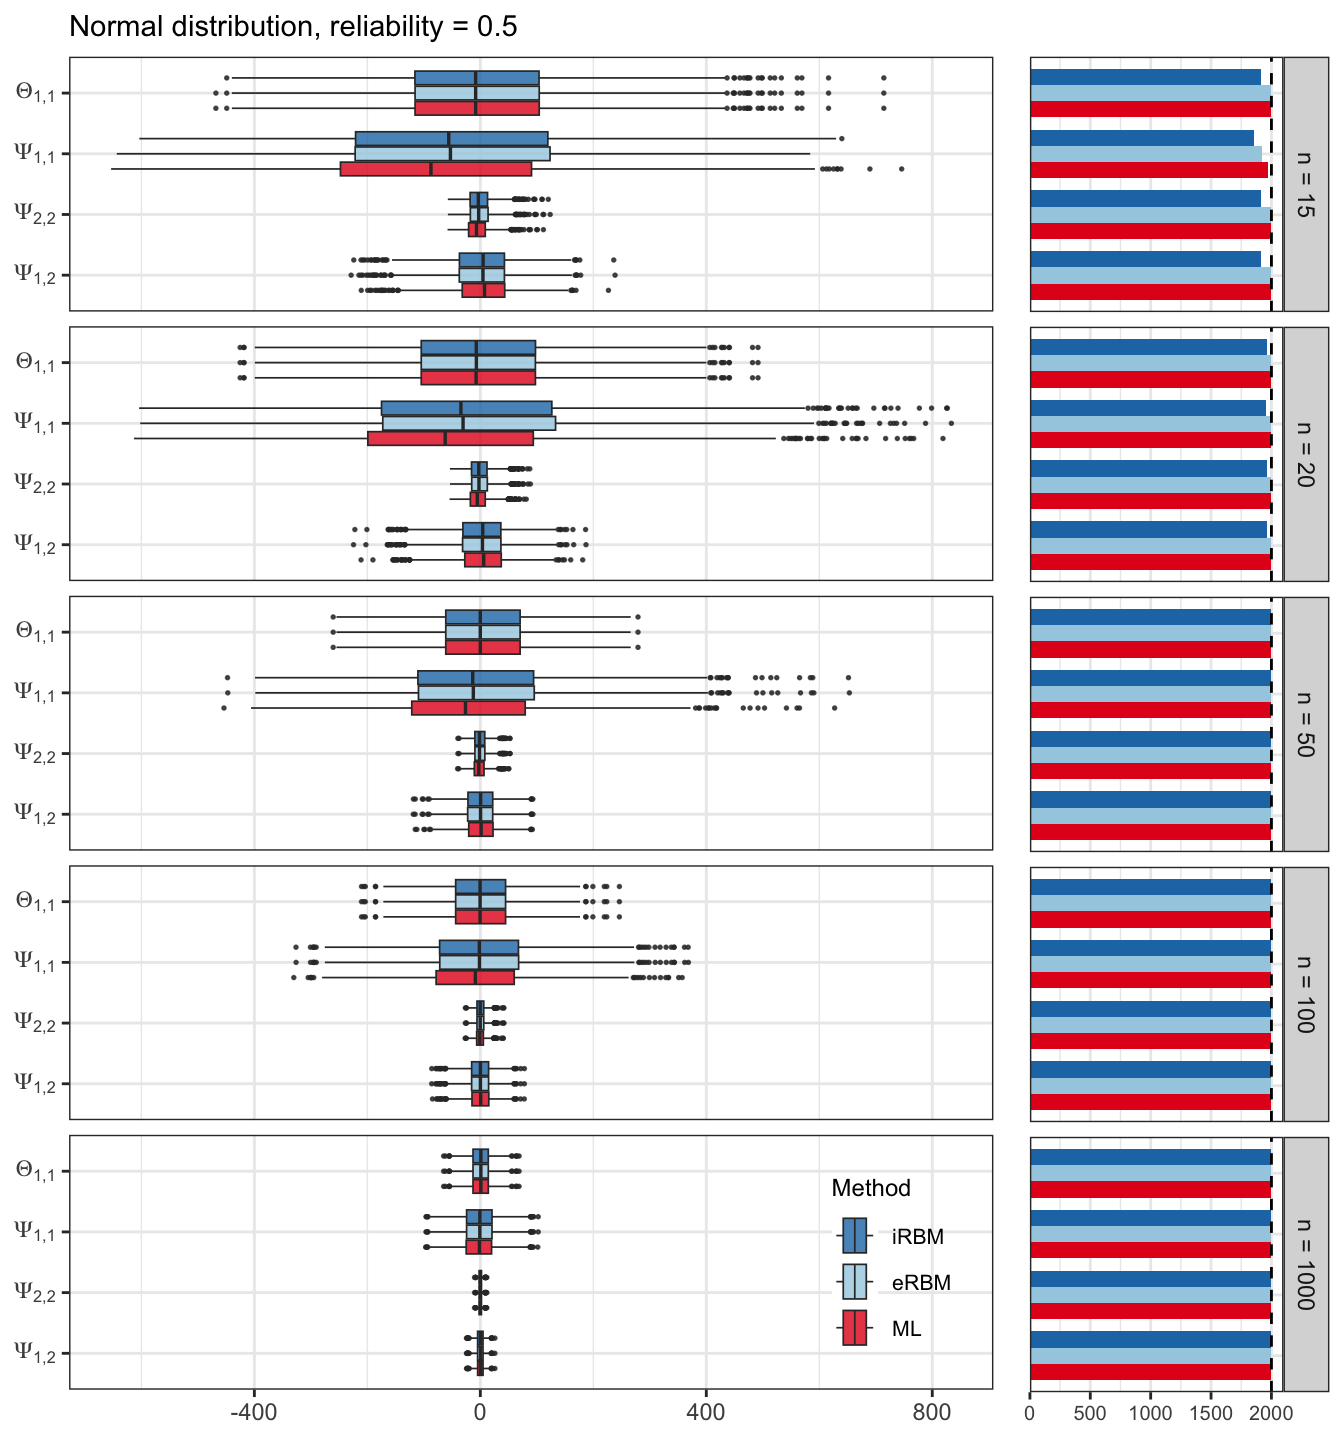 Normal distribution, reliability = 0.5
Θ1,1
Ψ1,1
Ψ2,2
Ψ1,2
n = 15
Θ1,1
Ψ1,1
Ψ2,2
Ψ1,2
n = 20
Θ1,1
Ψ1,1
Ψ2,2
Ψ1,2
n = 50
Θ1,1
Ψ1,1
Ψ2,2
Ψ1,2
n = 100
Θ1,1
Ψ1,1
Ψ2,2
Ψ1,2
n = 1000
Method
iRBM
eRBM
ML
-400 0 400 800
0 500 1000 1500 2000